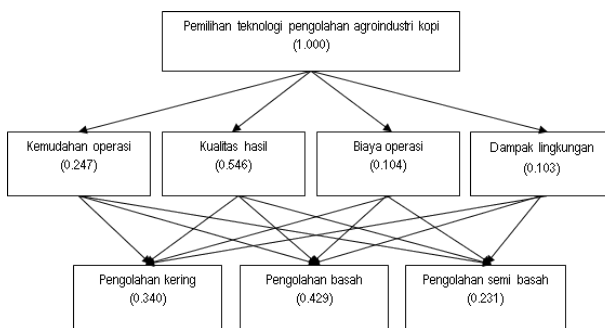 Pemilihan teknologi pengolahan agroindustri kopi
(1.000)
Kemudahan operasi
(0.247)
Kualitas hasil
(0.546)
Biaya operasi
(0.104)
Dampak lingkungan
(0.103)
Pengolahan kering
(0.340)
Pengolahan basah
(0.429)
Pengolahan semi basah
(0.231)